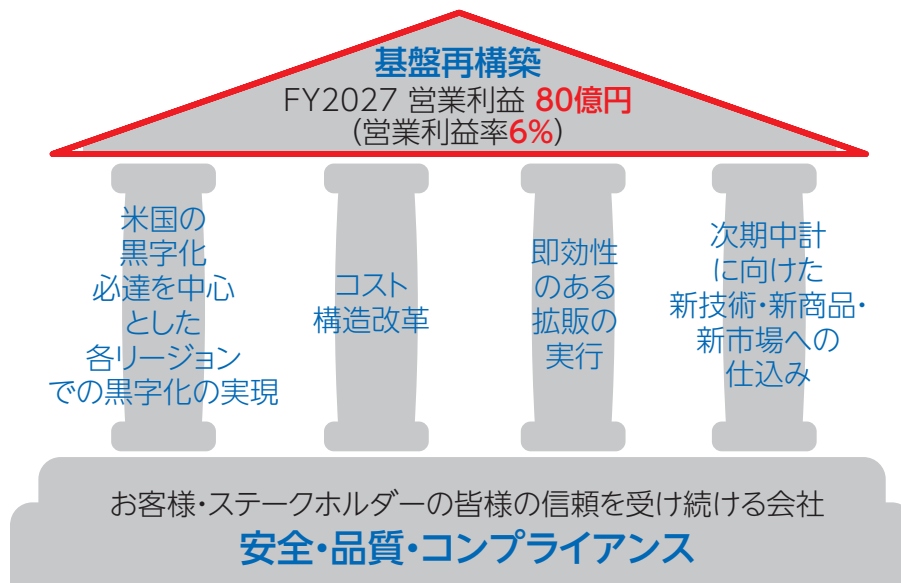 基盤再構築
FY2027 営業利益 80億円
(営業利益率6%)
米国の
黒字化
必達を中心
とした
各リージョン
での黒字化の実現
コスト
構造改革
即効性
のある
拡販の
実行
次期中計
に向けた
新技術・新商品・
新市場への
仕込み
お客様・ステークホルダーの皆様の信頼を受け続ける会社
安全・品質・コンプライアンス